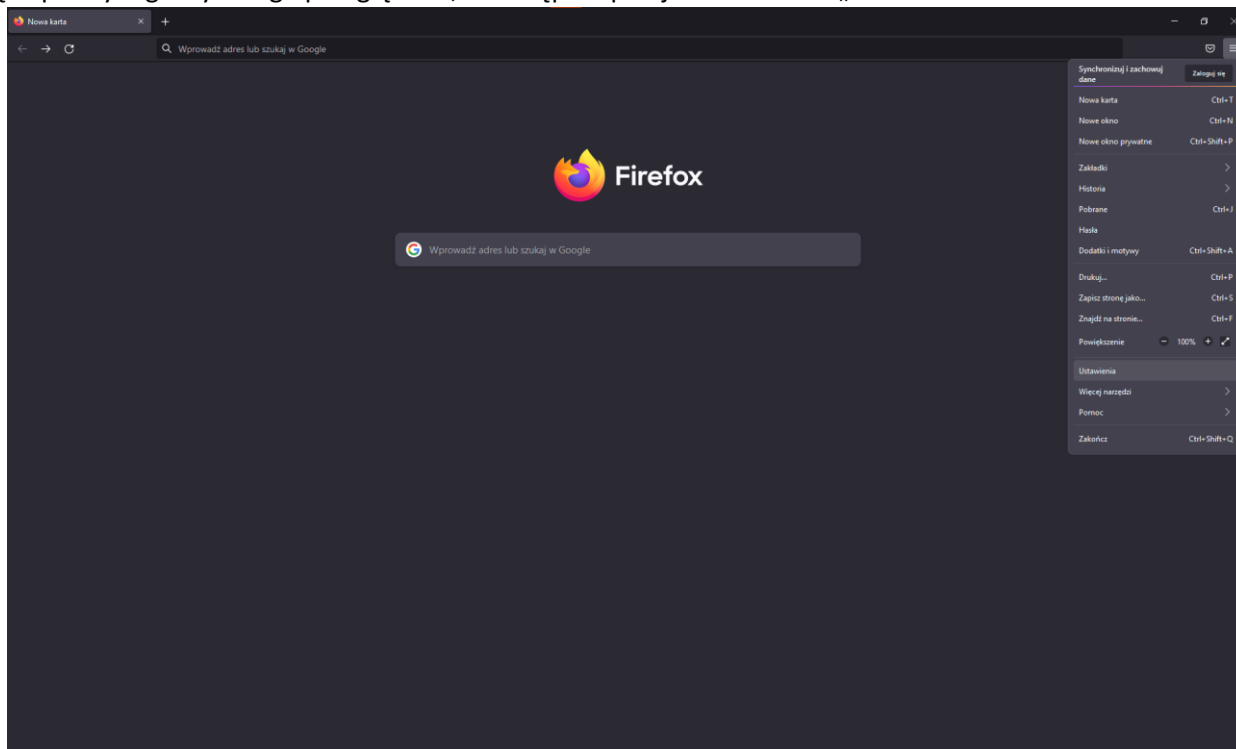 Nowa karta
Wprowadź adres lub szukaj w Google
Synchronizuj i zachowuj
dane
Zaloguj się
Nowa karta Ctrl+T
Nowe okno Ctrl+N
Nowe okno prywatne Ctrl+Shift+P
Zakładki
Historia
Pobrane Ctrl+J
Hasła
Dodatki i motywy Ctrl+Shift+A
Firefox
Wprowadź adres lub szukaj w Google
Drukuj... Ctrl+P
Zapisz stronę jako... Ctrl+S
Znajdź na stronie... Ctrl+F
Powiększenie - 100% +
Ustawienia
Więcej narzędzi
Pomoc
Zakończ Ctrl+Shift+Q